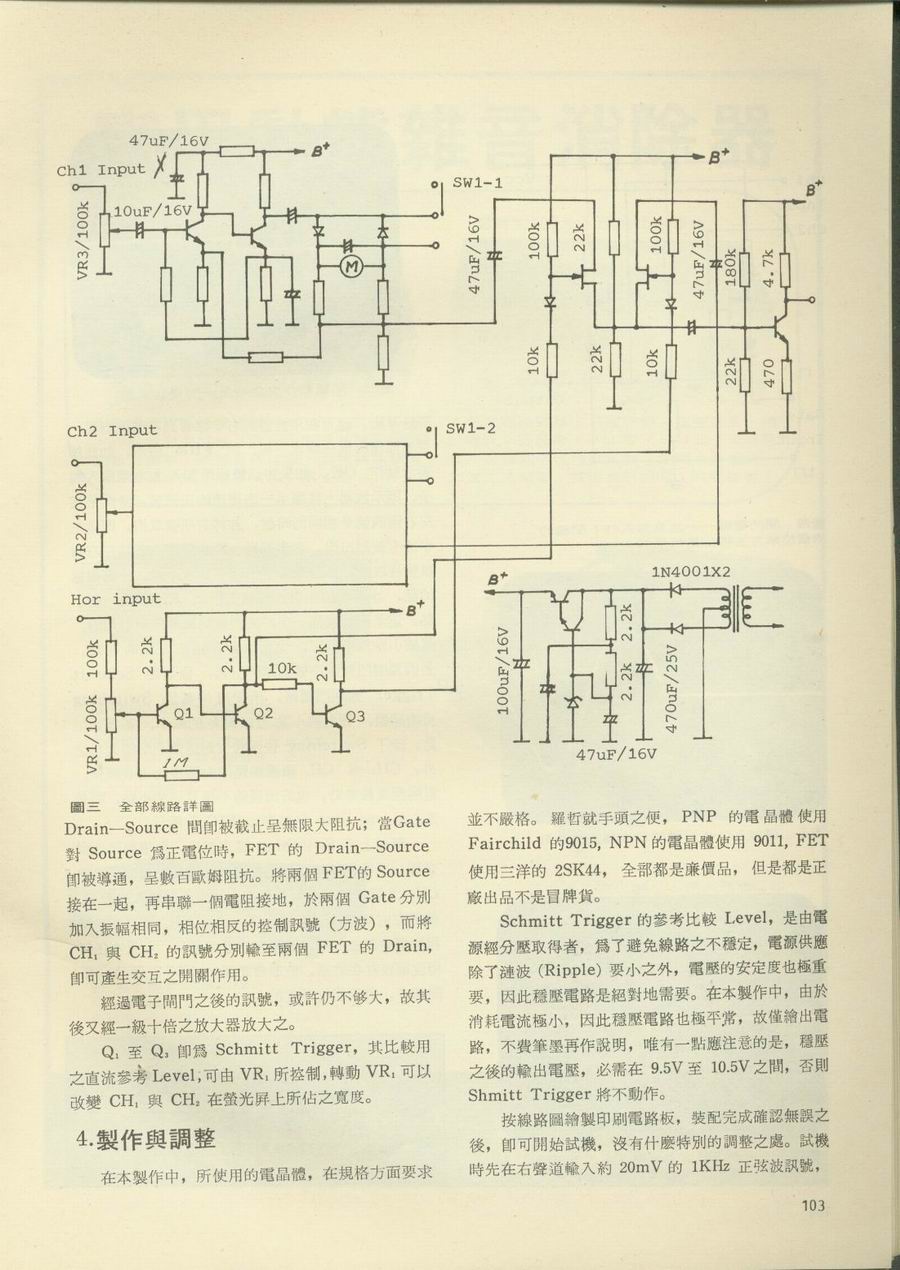 47uF/16V
B+
Ch1 Input
10uF/16V
VR3/100k
M
SW1-1
47uF/16V
100k
22k
B+
100k
47uF/16V
180k
4.7k
B+
10k
22k
10k
22k
470
Ch2 Input
SW1-2
VR2/100k
Hor input
B+
100k
2.2k
2.2k
10k
2.2k
VR1/100k
Q1
Q2
Q3
1M
B+
1N4001X2
100uF/16V
2.2k
2.2k
470uF/25V
47uF/16V
圖三 全部線路詳圖
Drain—Source 間卽被截止呈無限大阻抗；當Gate
對 Source 爲正電位時，FET 的 Drain—Source
卽被導通，呈數百歐姆阻抗。將兩個 FET的 Source
接在一起，再串聯一個電阻接地，於兩個 Gate 分別
加入振幅相同，相位相反的控制訊號（方波），而將
CH₁ 與 CH₂ 的訊號分別輸至兩個 FET 的 Drain,
卽可產生交互之開關作用。
經過電子閘門之後的訊號，或許仍不够大，故其
後又經一級十倍之放大器放大之。
Q₁ 至 Q₃ 卽爲 Schmitt Trigger，其比較用
之直流參考 Level，可由 VR₁ 所控制，轉動 VR₁ 可以
改變 CH₁ 與 CH₂ 在螢光屏上所佔之寬度。
4.製作與調整
在本製作中，所使用的電晶體，在規格方面要求
並不嚴格。 羅哲就手頭之便， PNP 的電晶體使用
Fairchild 的9015, NPN 的電晶體使用 9011, FET
使用三洋的 2SK44， 全部都是廉價品， 但是都是正
廠出品不是冒牌貨。
Schmitt Trigger 的參考比較 Level，是由電
源經分壓取得者，爲了避免線路之不穩定，電源供應
除了漣波（Ripple）要小之外，電壓的安定度也極重
要，因此穩壓電路是絕對地需要。在本製作中，由於
消耗電流極小，因此穩壓電路也極平常，故僅繪出電
路，不費筆墨再作說明，唯有一點應注意的是，穩壓
之後的輸出電壓，必需在 9.5V 至 10.5V 之間，否則
Shmitt Trigger 將不動作。
按線路圖繪製印刷電路板，裝配完成確認無誤之
後，卽可開始試機，沒有什麽特別的調整之處。試機
時先在右聲道輸入約 20mV 的 1KHz 正弦波訊號，
103